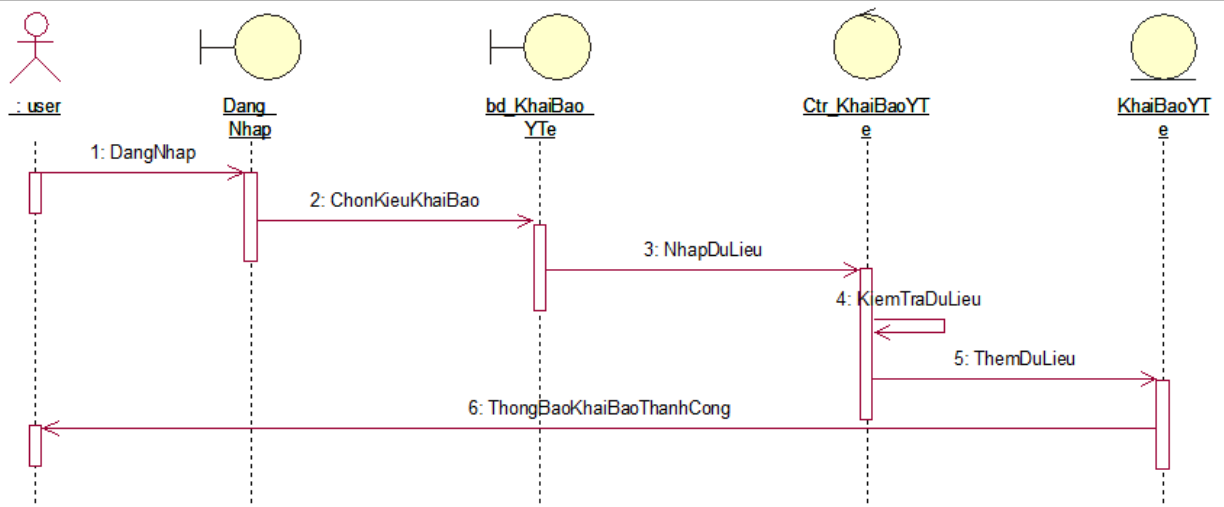 _: user
Dang_
Nhap
bd_KhaiBao_
YTe
Ctr_KhaiBaoYT
e
KhaiBaoYT
e
1: DangNhap
2: ChonKieuKhaiBao
3: NhapDuLieu
4: KiemTraDuLieu
5: ThemDuLieu
6: ThongBaoKhaiBaoThanhCong